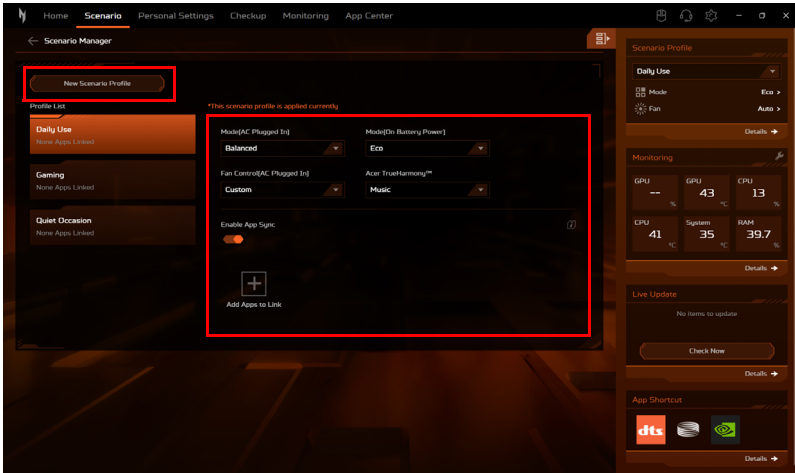 Home Scenario Personal Settings Checkup Monitoring App Center
Scenario Manager
New Scenario Profile
Profile List
Daily Use
None Apps Linked
Gaming
None Apps Linked
Quiet Occasion
None Apps Linked
*This scenario profile is applied currently
Mode(AC Plugged In) Mode(On Battery Power)
Balanced Eco
Fan Control(AC Plugged In) Acer TrueHarmony™
Custom Music
Enable App Sync
Add Apps to Link
Scenario Profile
Daily Use
Mode Eco >
Fan Auto >
Details →
Monitoring
GPU GPU CPU
-- 43 13
% °C %
CPU System RAM
41 35 39.7
°C °C %
Details →
Live Update
No items to update
Check Now
Details →
App Shortcut
dts
Details →